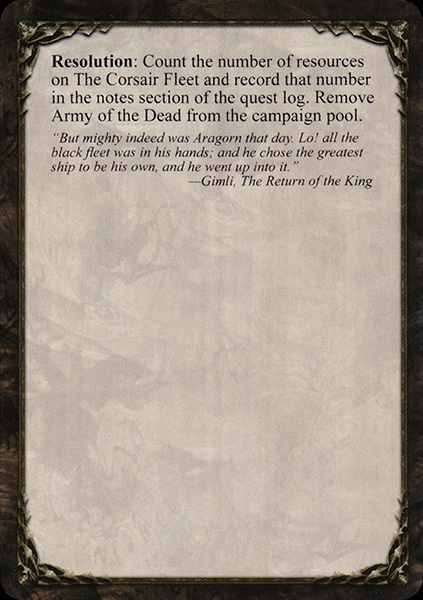 Resolution: Count the number of resources
on The Corsair Fleet and record that number
in the notes section of the quest log. Remove
Army of the Dead from the campaign pool.
"But mighty indeed was Aragorn that day. Lo! all the
black fleet was in his hands; and he chose the greatest
ship to be his own, and he went up into it."
—Gimli, The Return of the King